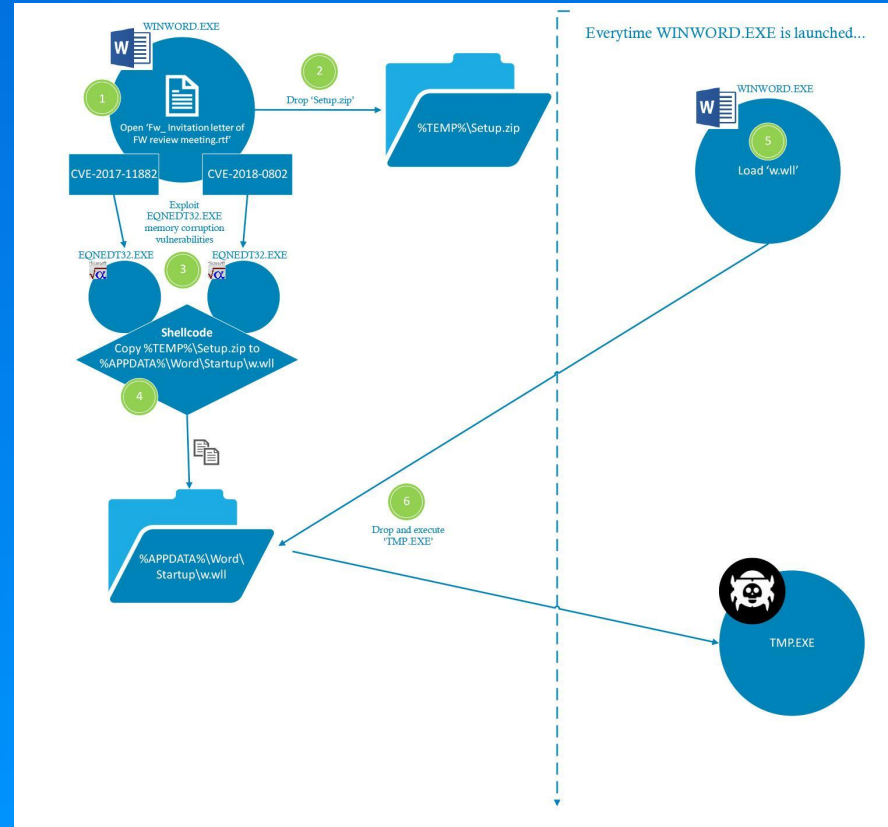 WINWORD.EXE
W
1
Open 'Fw_ Invitation letter of
FW review meeting.rtf'
2
Drop 'Setup.zip'
%TEMP%\Setup.zip
CVE-2017-11882
CVE-2018-0802
Exploit
EQNEDT32.EXE
memory corruption
vulnerabilities
EQNEDT32.EXE
EQNEDT32.EXE
√α
√α
3
Shellcode
Copy %TEMP%\Setup.zip to
%APPDATA%\Word\Startup\w.wll
4
%APPDATA%\Word\
Startup\w.wll
Everytime WINWORD.EXE is launched...
WINWORD.EXE
W
5
Load 'w.wll'
6
Drop and execute
'TMP.EXE'
TMP.EXE